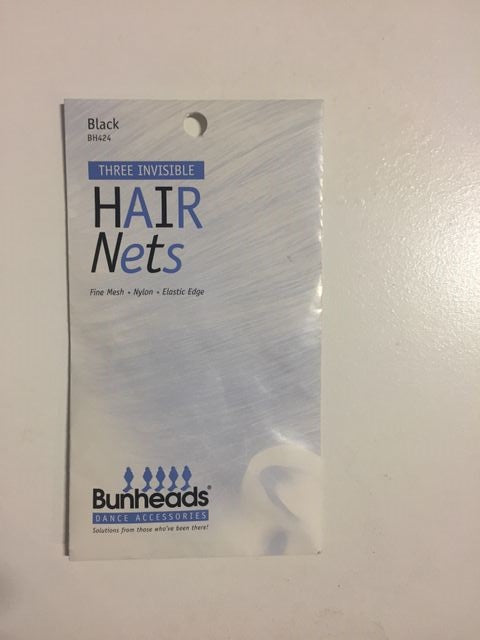 Black
BH424
THREE INVISIBLE
HAIR
Nets
Fine Mesh • Nylon • Elastic Edge
Bunheads®
DANCE ACCESSORIES
Solutions from those who've been there!